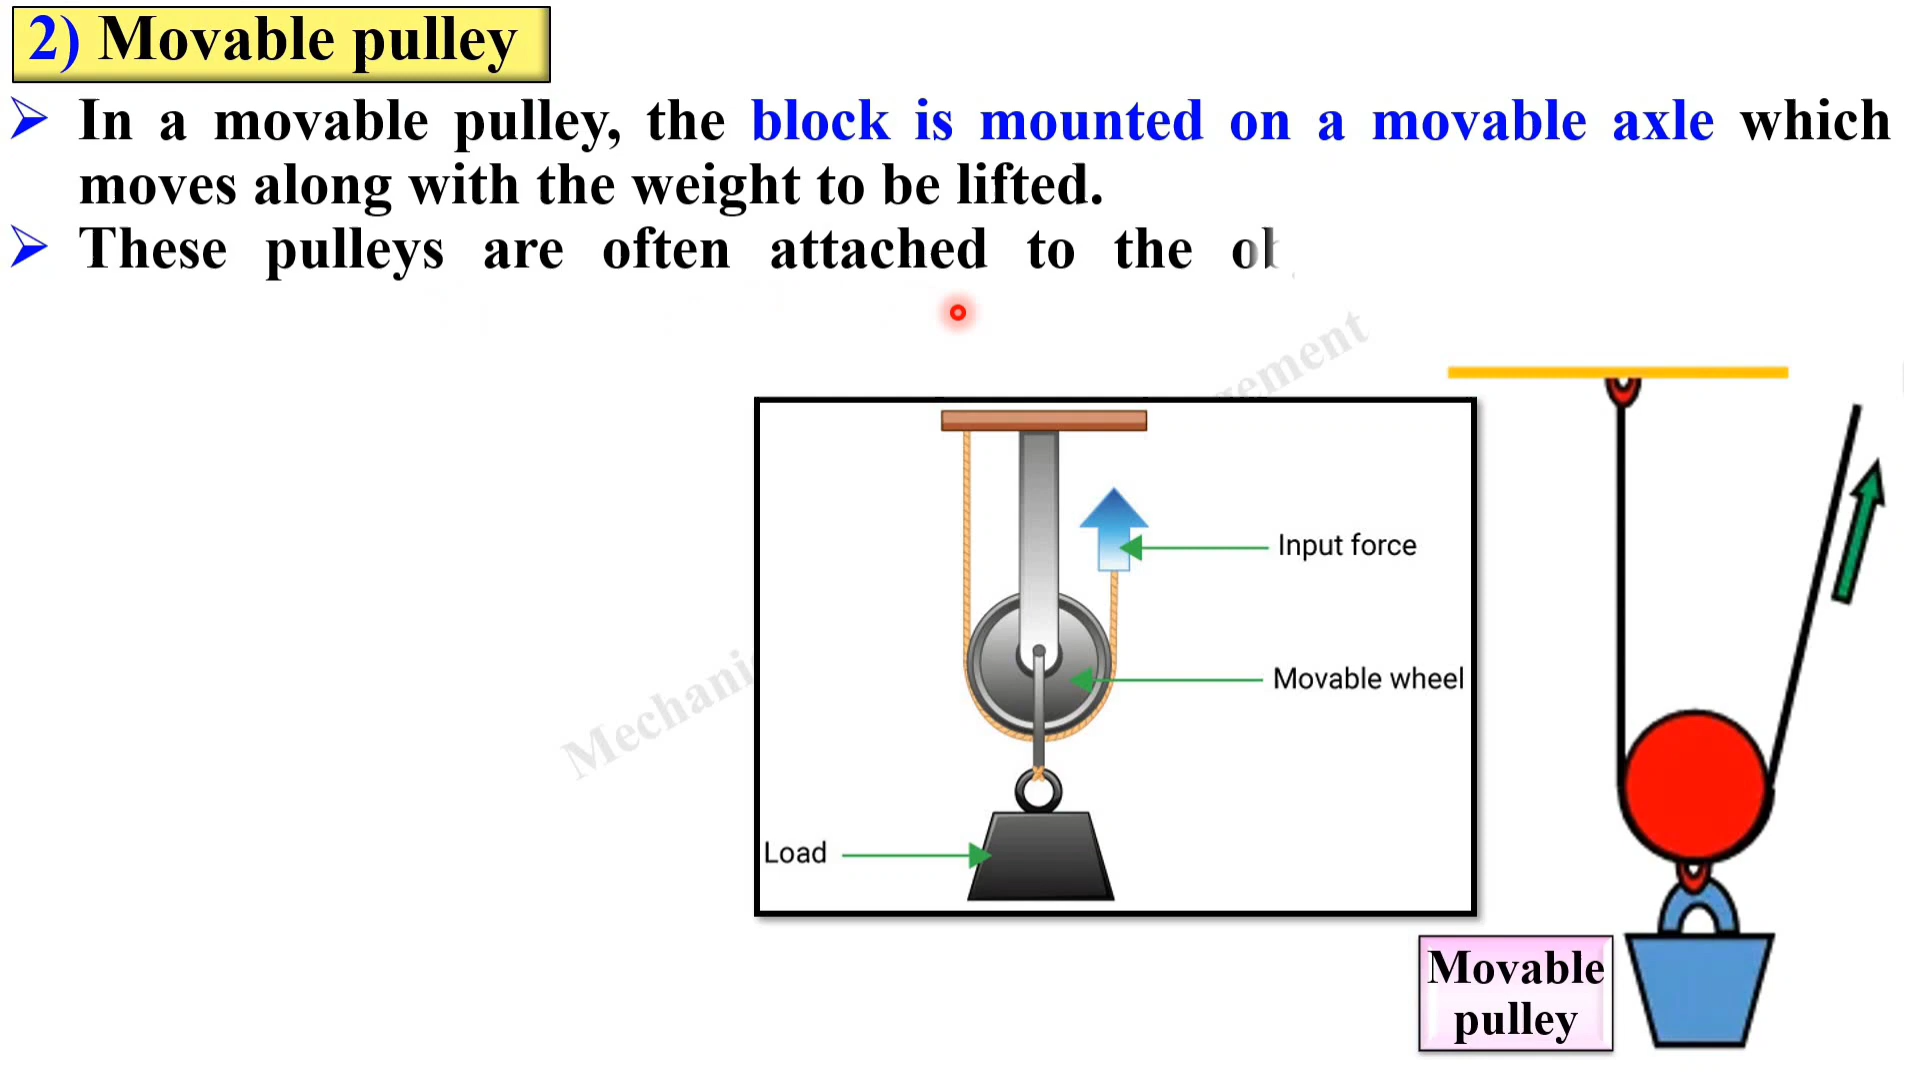 2) Movable pulley
In a movable pulley, the block is mounted on a movable axle which
moves along with the weight to be lifted.
These pulleys are often attached to the
Input force
Movable wheel
Load
Movable
pulley